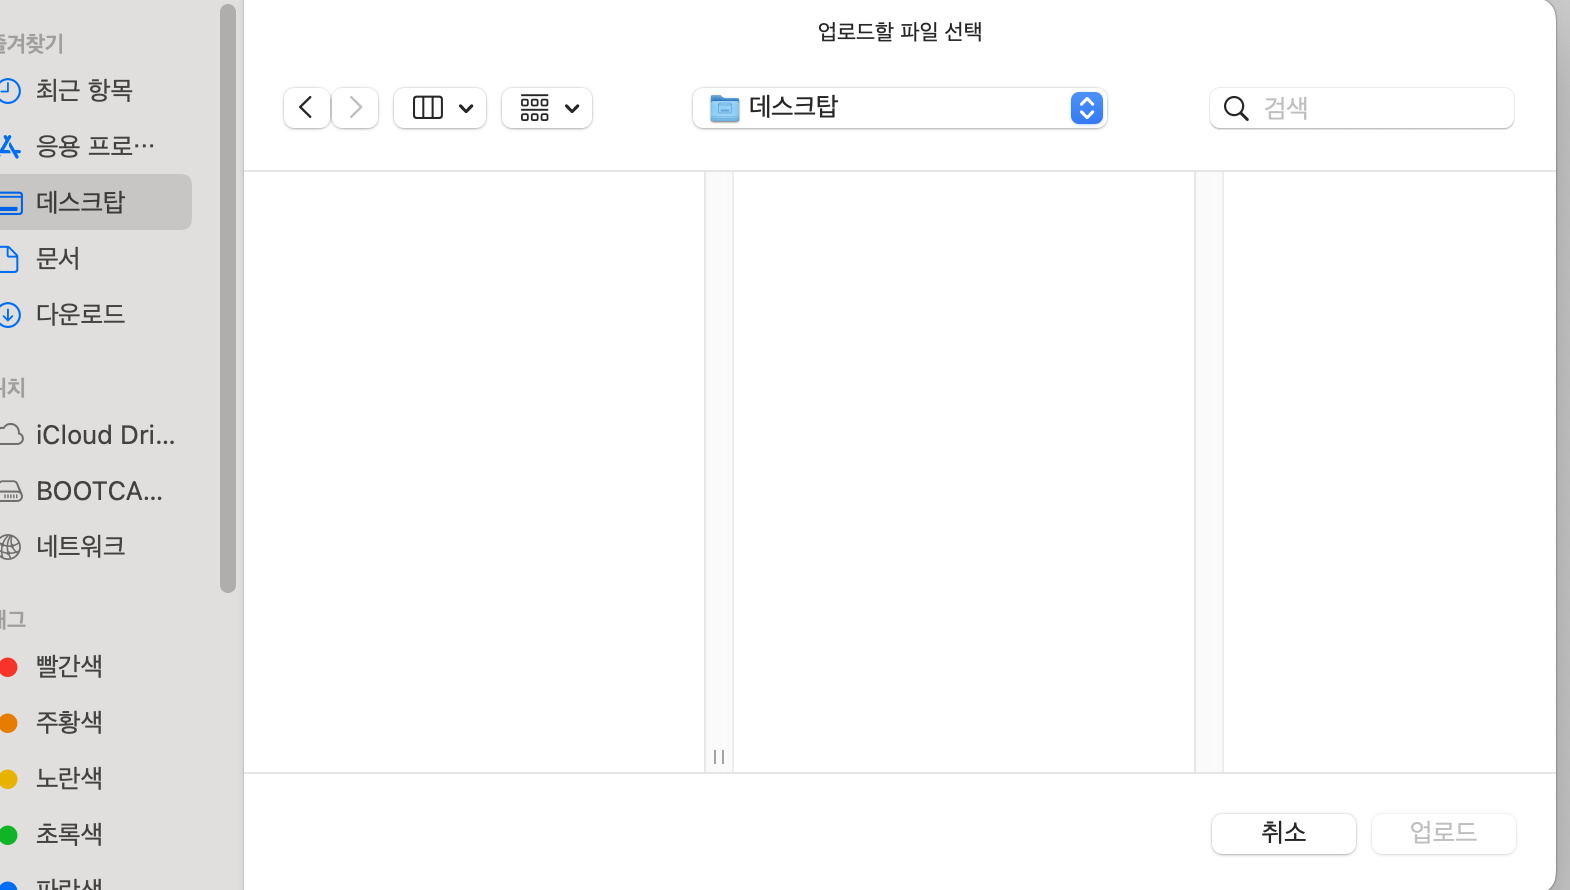 업로드할 파일 선택
데스크탑
검색
즐겨찾기
최근 항목
응용 프로…
데스크탑
문서
다운로드
위치
iCloud Dri...
BOOTCA...
네트워크
태그
빨간색
주황색
노란색
초록색
파란색
취소
업로드